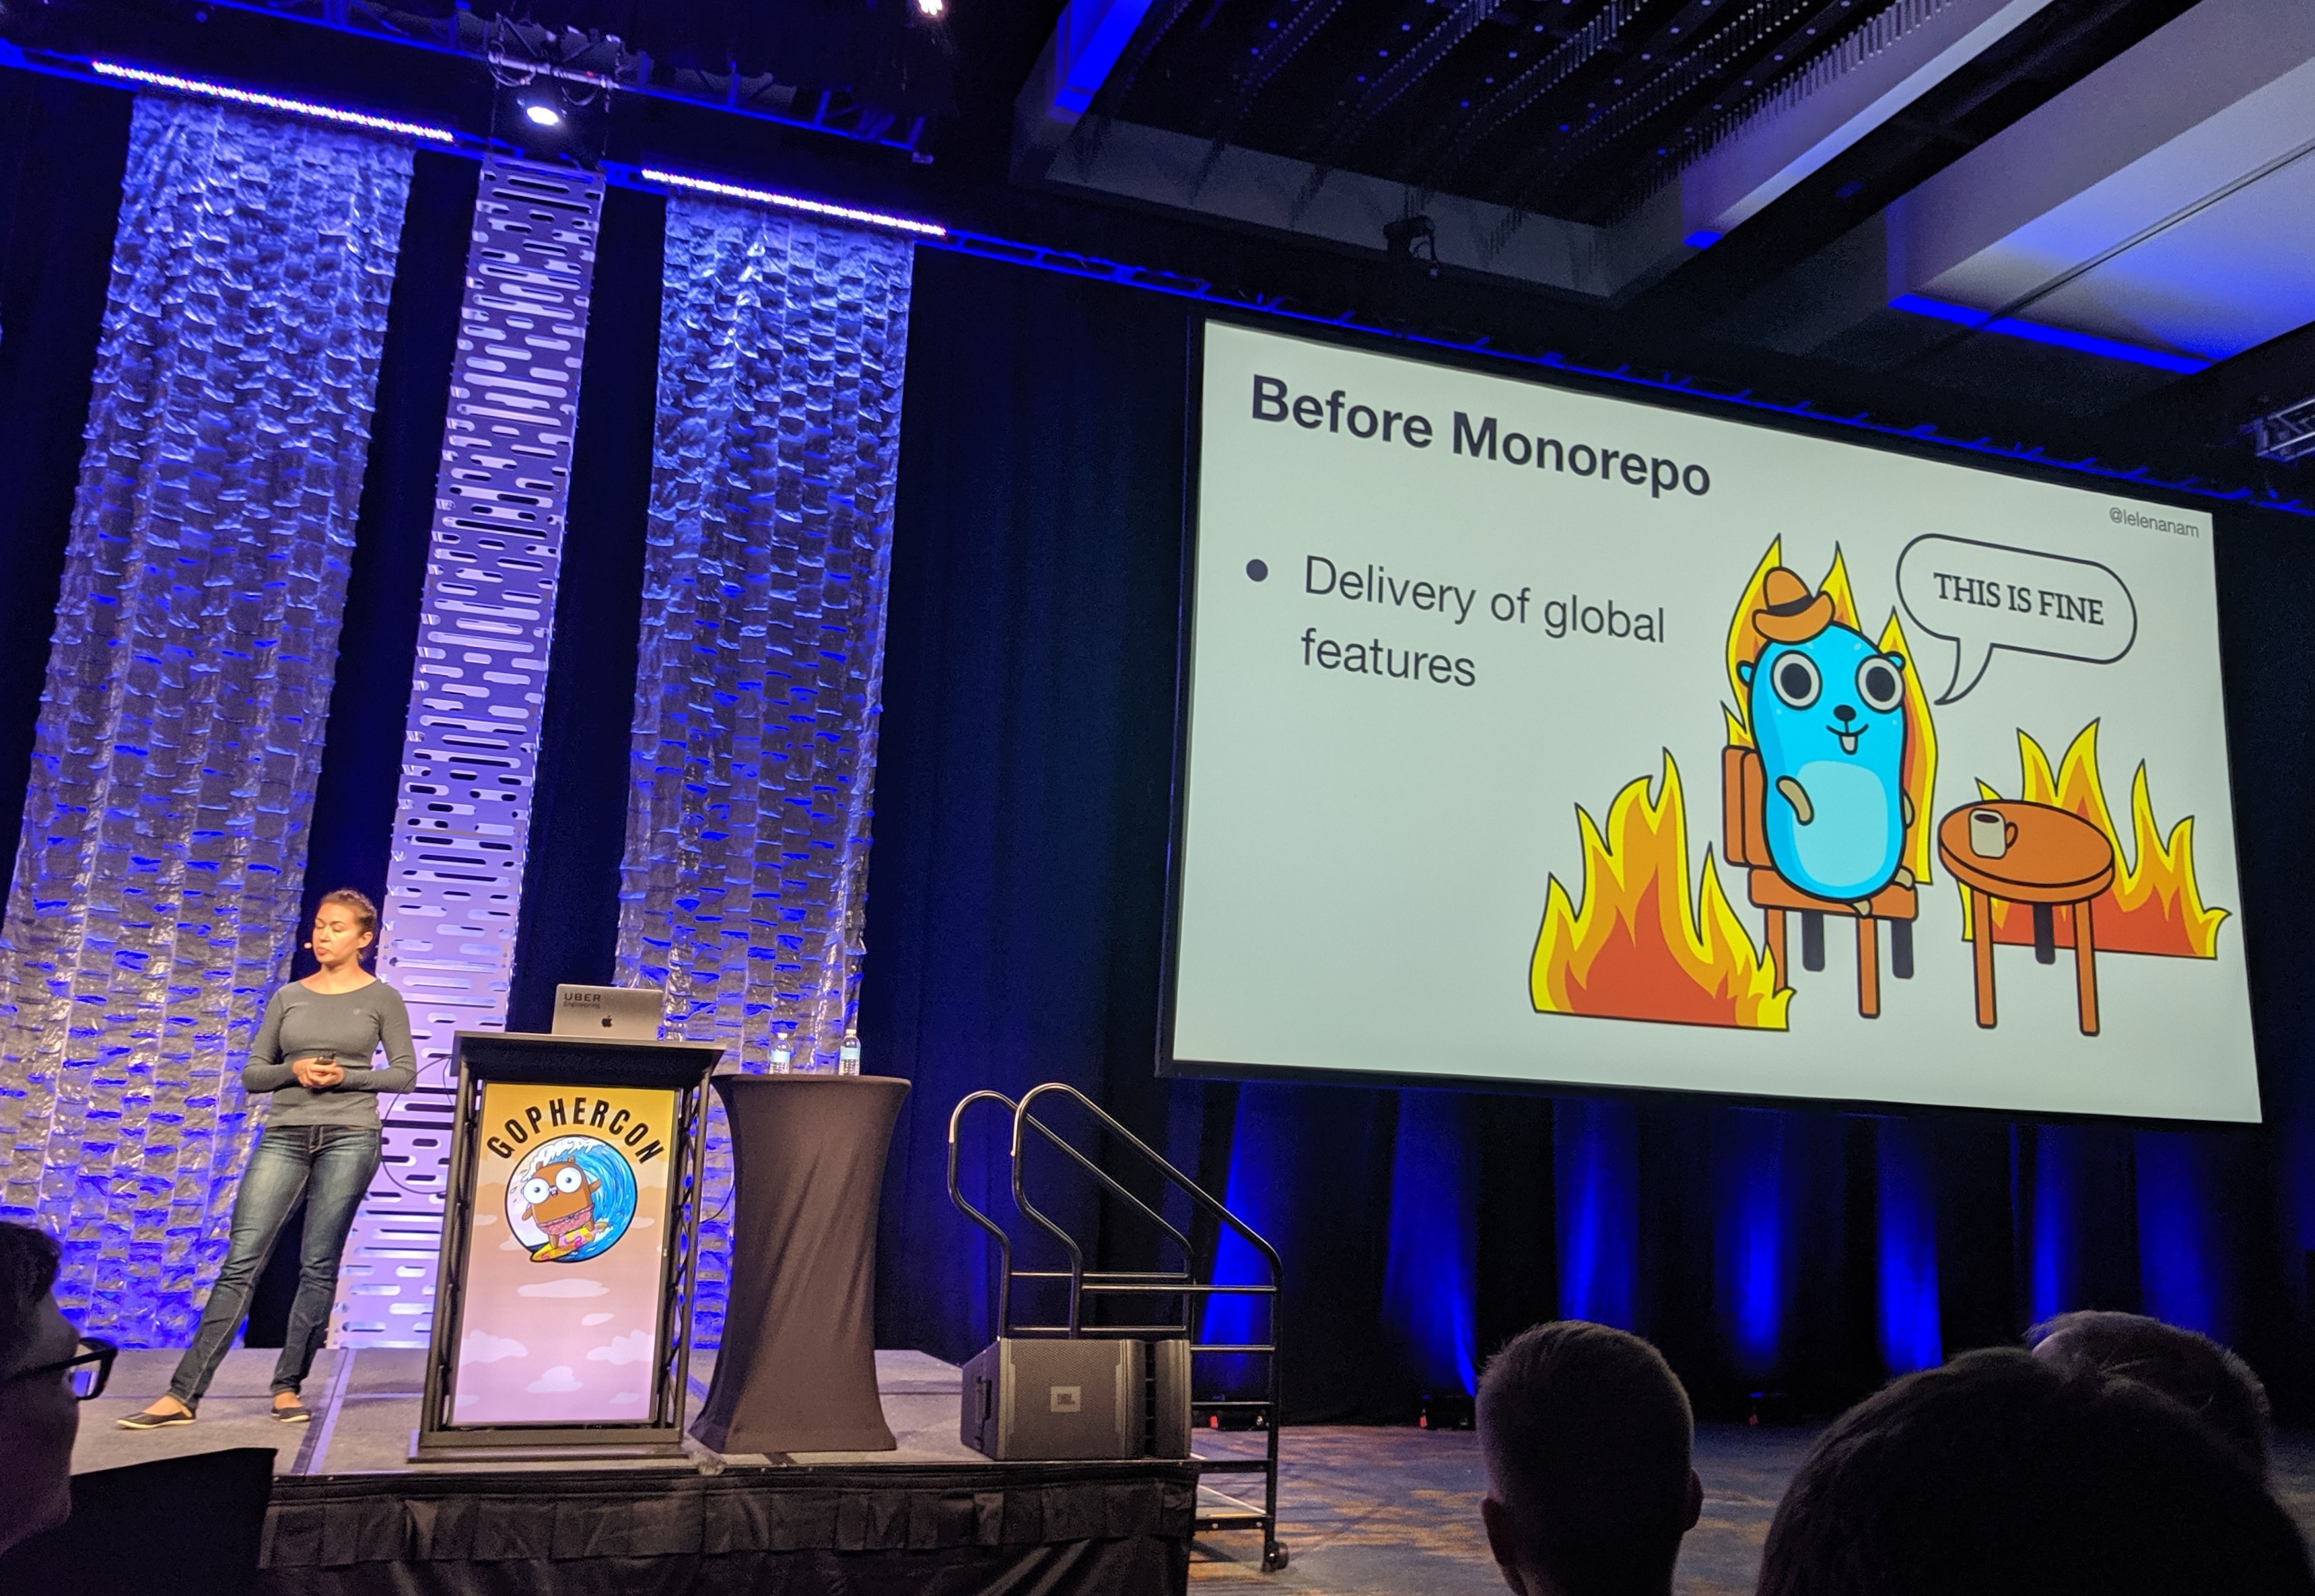 Before Monorepo
@lelenanam
Delivery of global
features
THIS IS FINE
UBER
Engineering
GOPHERCON
JBL